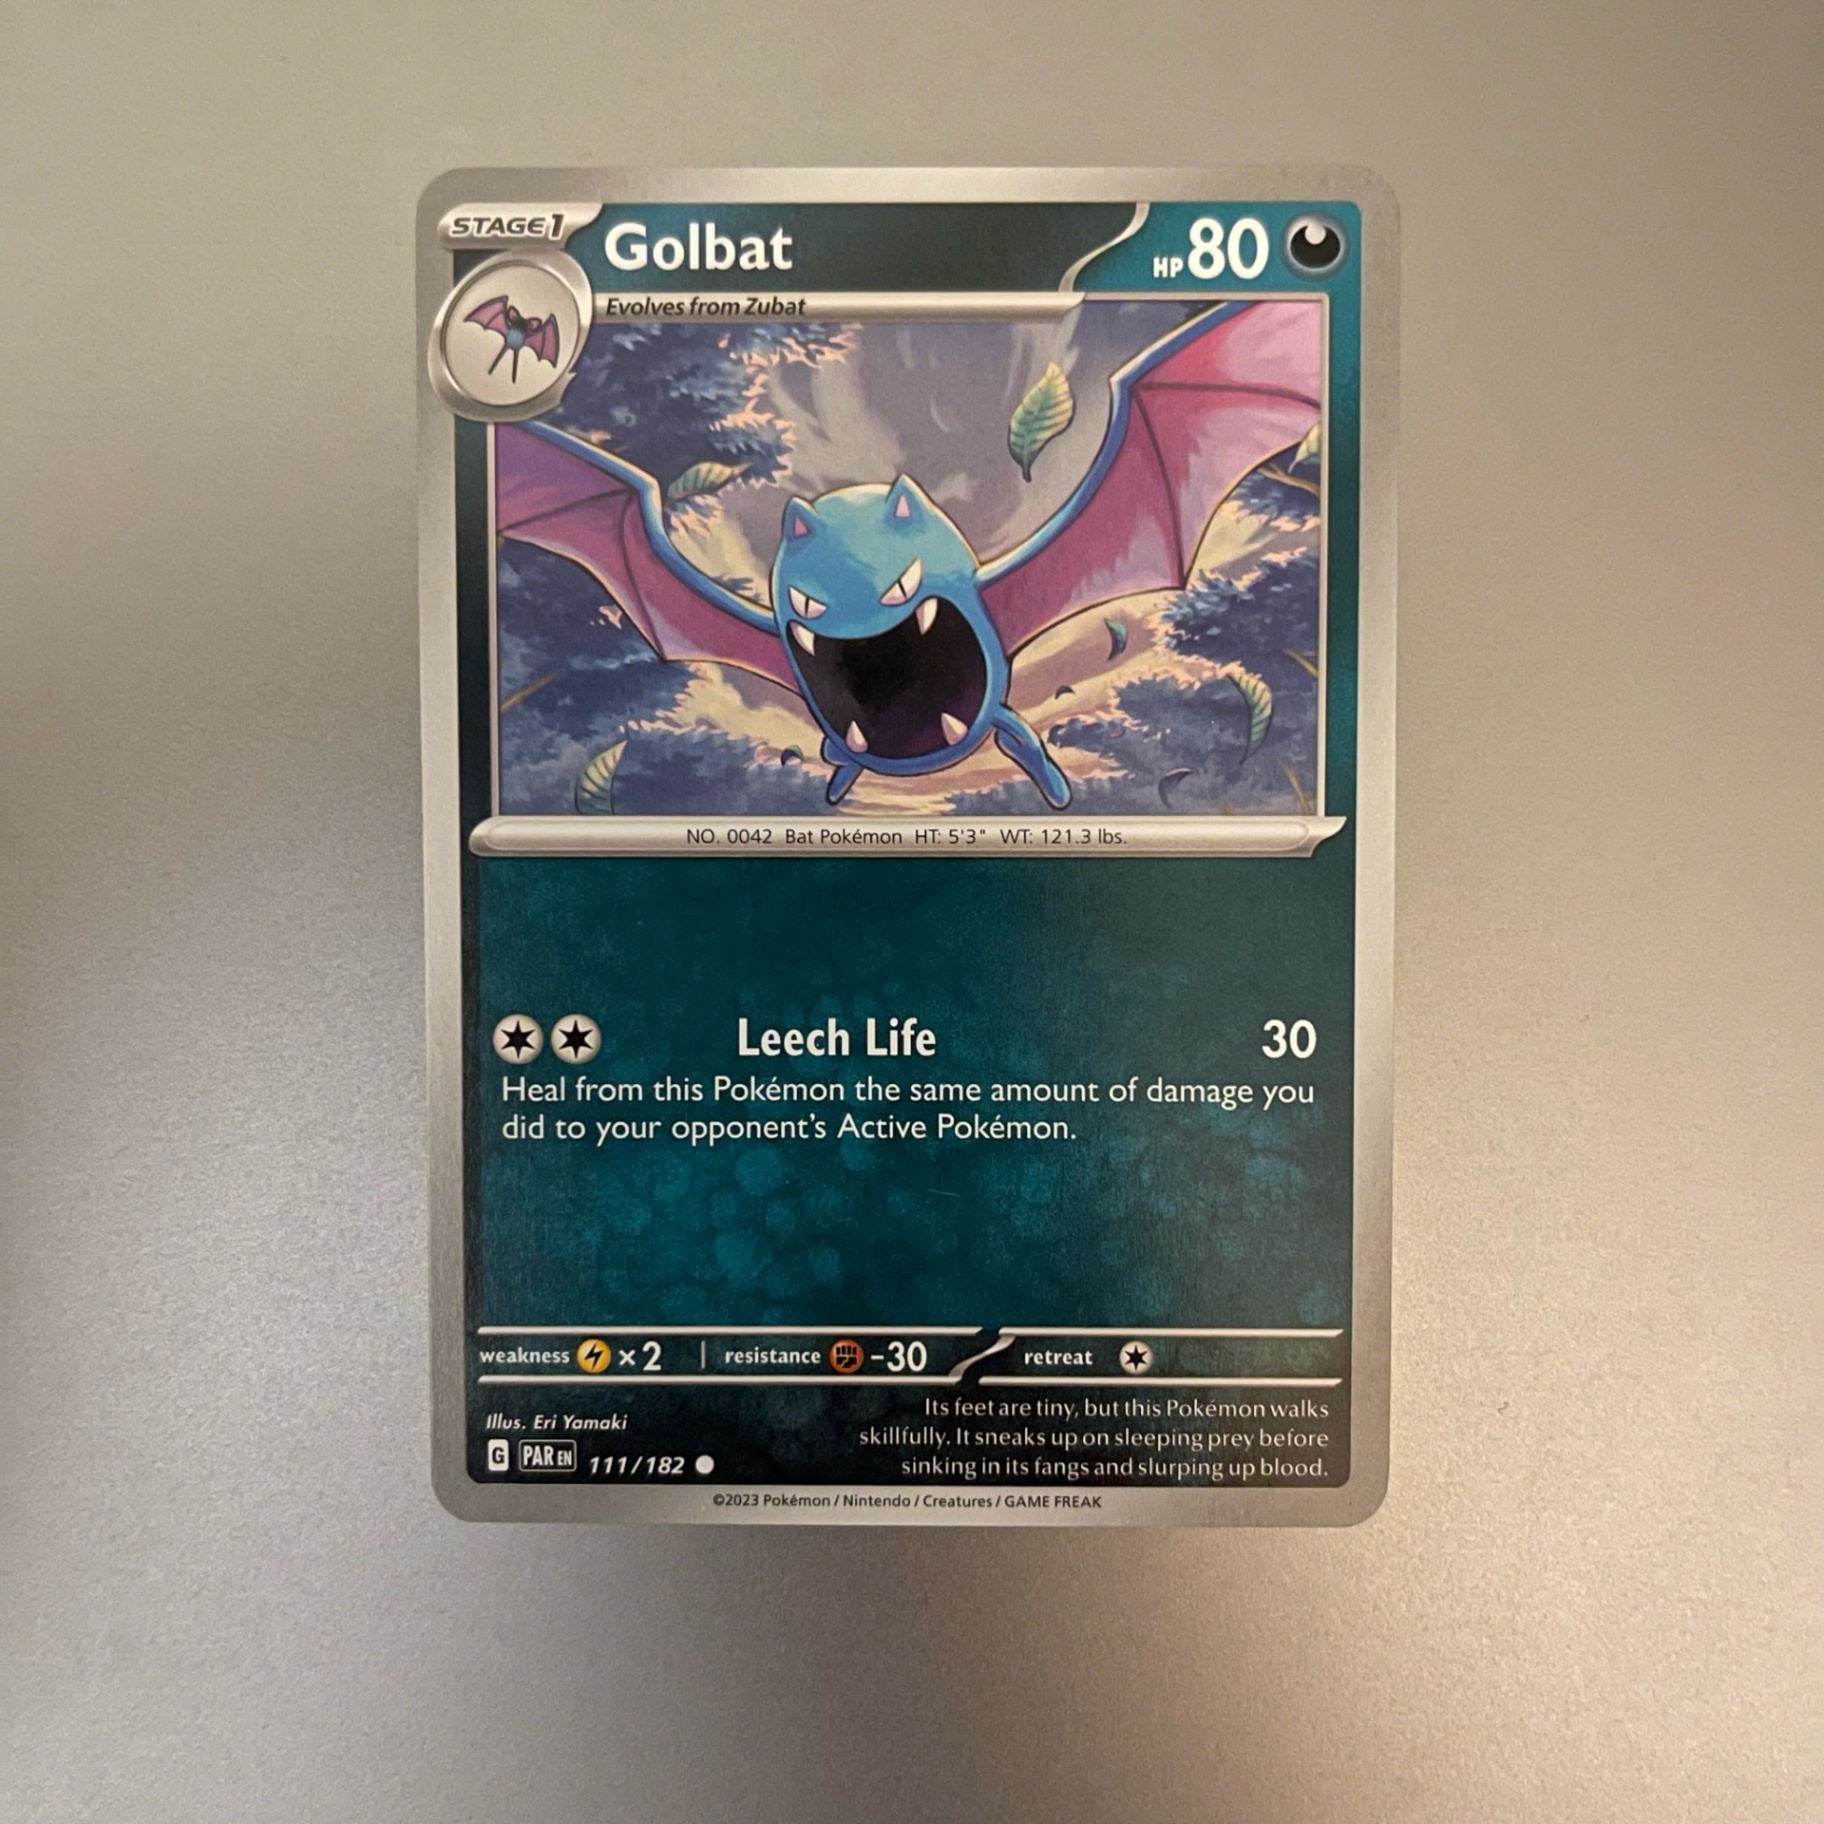 STAGE1
Golbat
HP 80
Evolves from Zubat
NO. 0042 Bat Pokémon HT: 5'3" WT: 121.3 lbs.
Leech Life 30
Heal from this Pokémon the same amount of damage you
did to your opponent's Active Pokémon.
weakness ×2 resistance -30 retreat
Illus. Eri Yamaki
G PAR EN 111/182
Its feet are tiny, but this Pokémon walks
skillfully. It sneaks up on sleeping prey before
sinking in its fangs and slurping up blood.
©2023 Pokémon / Nintendo / Creatures / GAME FREAK